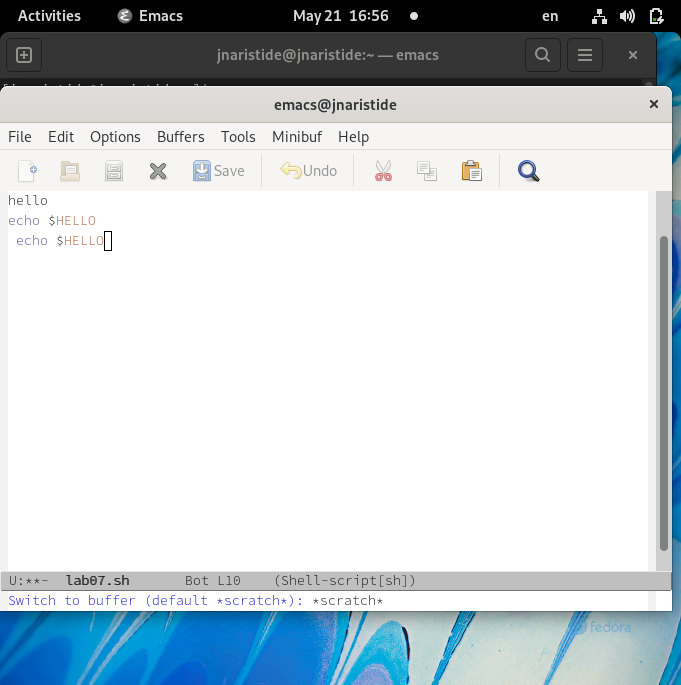 Activities Emacs May 21 16:56 en
jnaristide@jnaristide:~ — emacs
emacs@jnaristide
File Edit Options Buffers Tools Minibuf Help
Save Undo
hello
echo $HELLO
 echo $HELLO
U:**- lab07.sh Bot L10 (Shell-script[sh])
Switch to buffer (default *scratch*): *scratch*
fedora